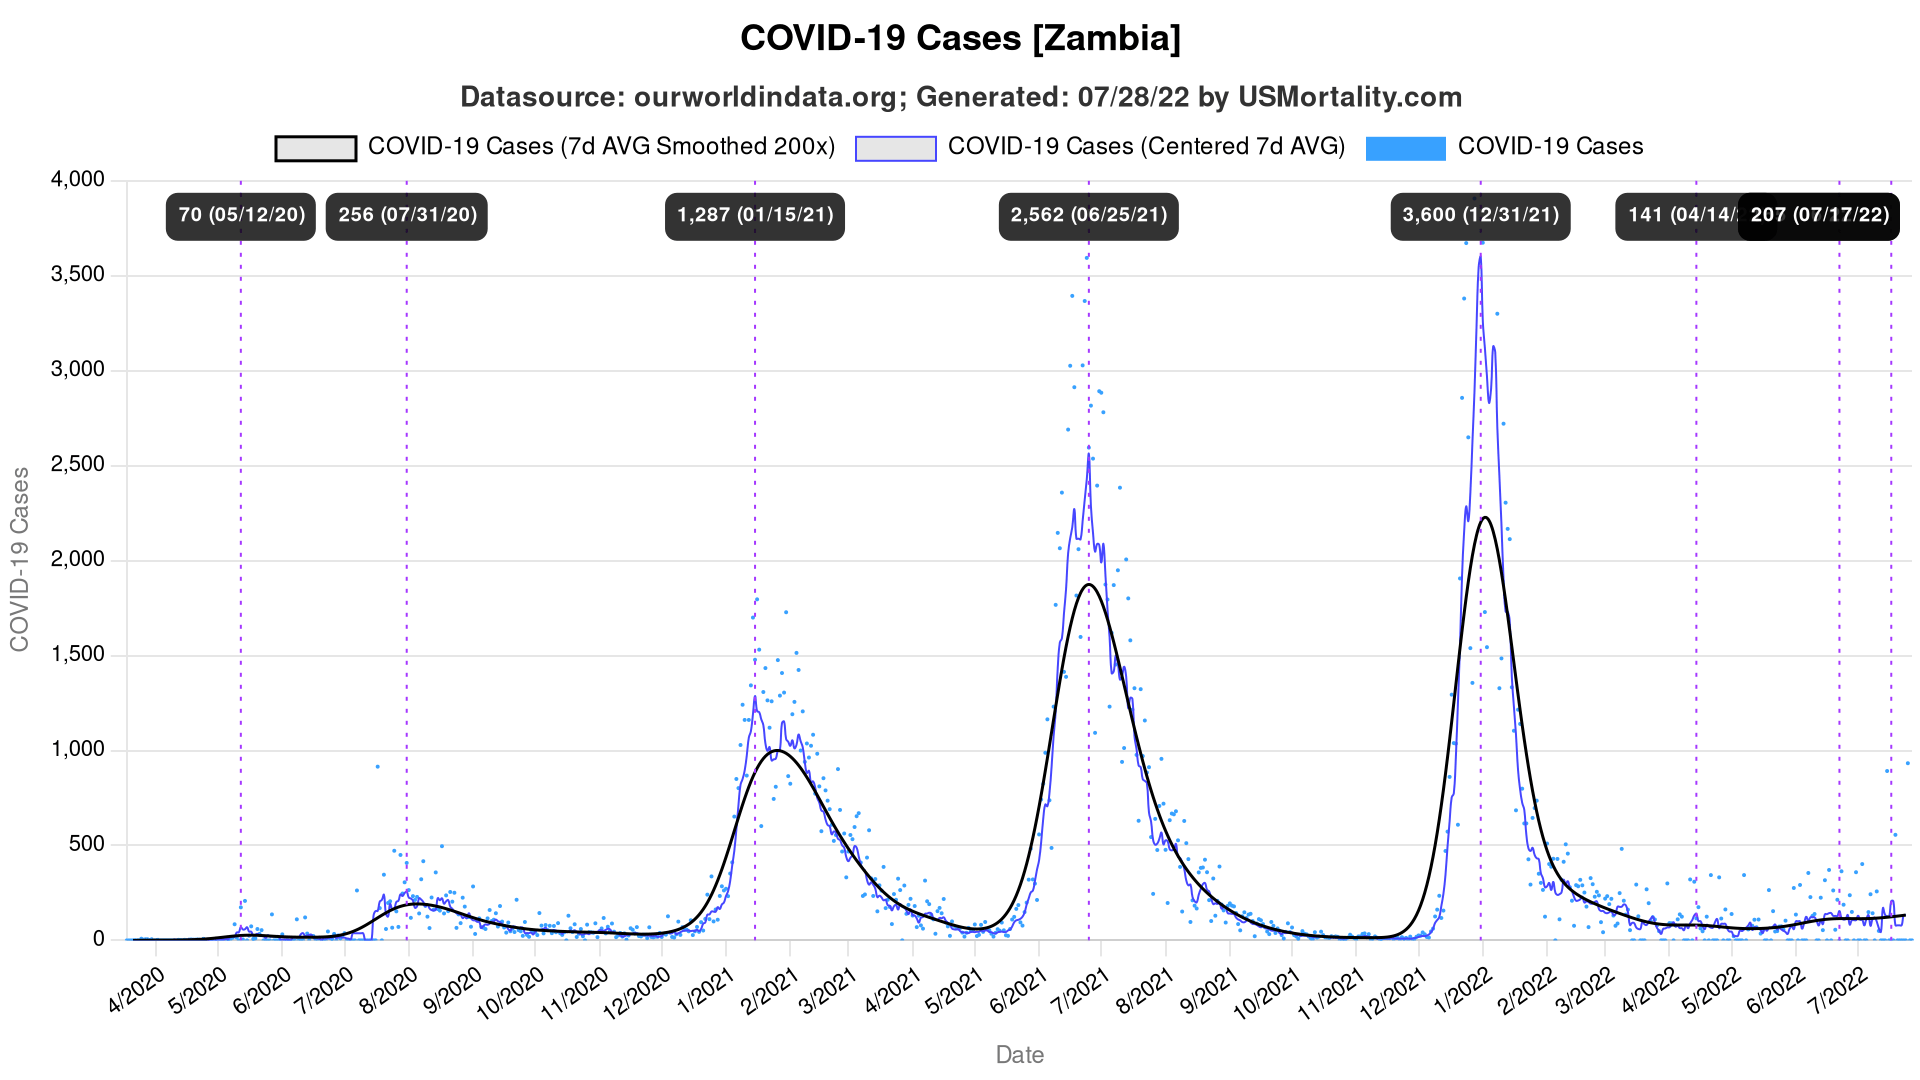 COVID-19 Cases [Zambia]
Datasource: ourworldindata.org; Generated: 07/28/22 by USMortality.com
COVID-19 Cases (7d AVG Smoothed 200x) COVID-19 Cases (Centered 7d AVG) COVID-19 Cases
4,000
70 (05/12/20) 256 (07/31/20) 1,287 (01/15/21) 2,562 (06/25/21) 3,600 (12/31/21) 141 (04/14/ 207 (07/17/22)
3,500
3,000
2,500
2,000
1,500
1,000
500
0
COVID-19 Cases
4/2020 5/2020 6/2020 7/2020 8/2020 9/2020 10/2020 11/2020 12/2020 1/2021 2/2021 3/2021 4/2021 5/2021 6/2021 7/2021 8/2021 9/2021 10/2021 11/2021 12/2021 1/2022 2/2022 3/2022 4/2022 5/2022 6/2022 7/2022
Date